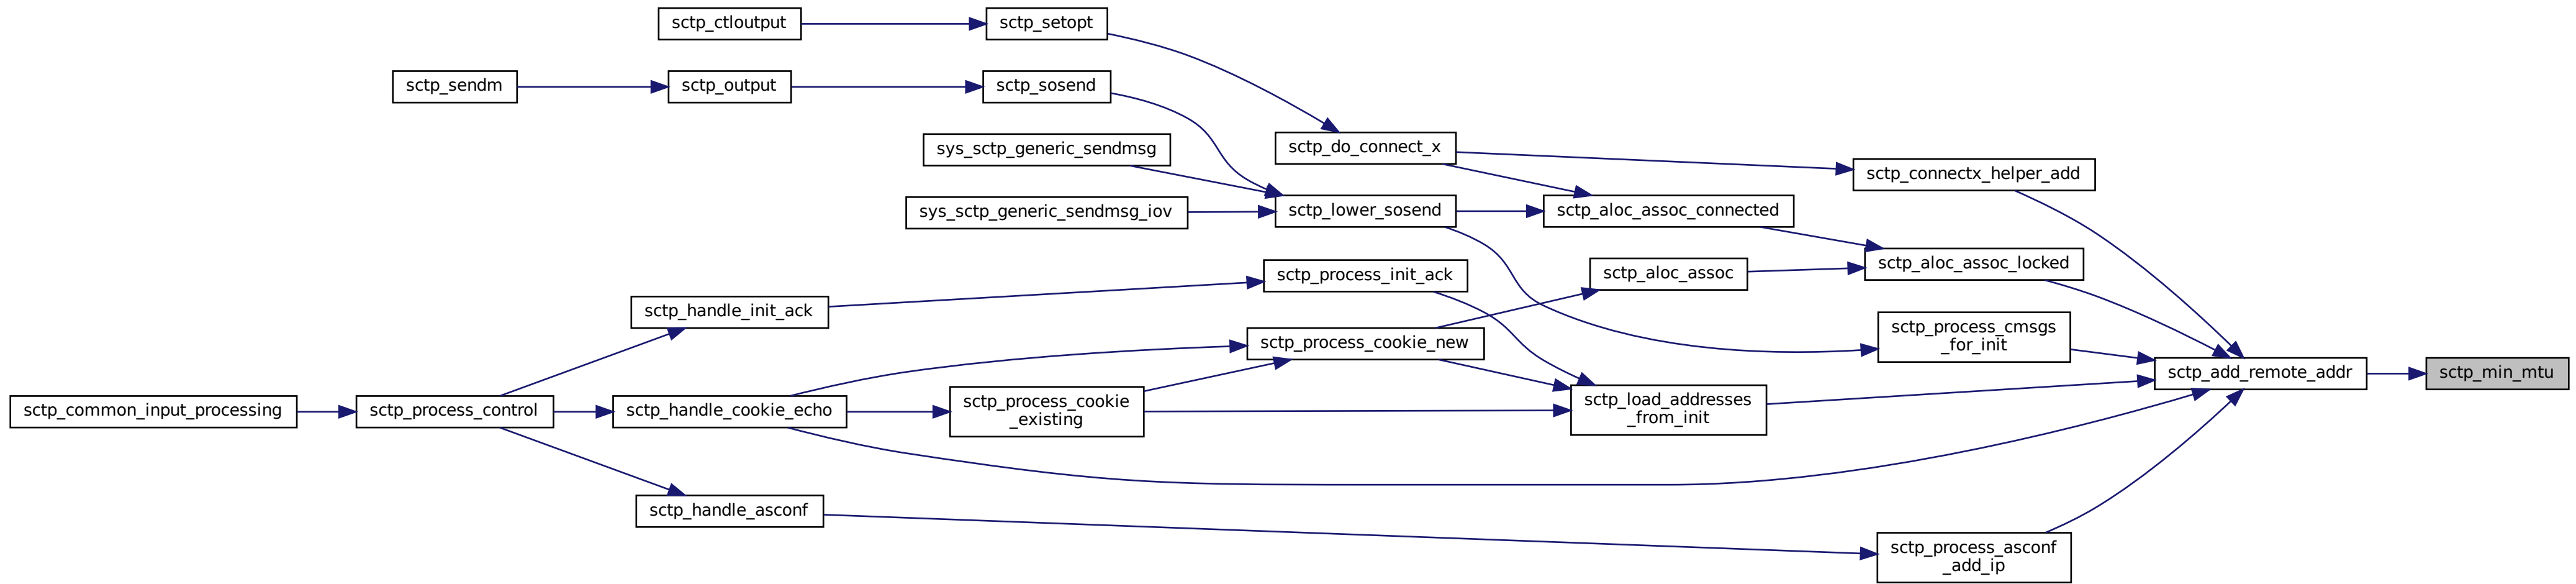 sctp_ctloutput
sctp_setopt
sctp_sendm
sctp_output
sctp_sosend
sys_sctp_generic_sendmsg
sctp_do_connect_x
sctp_connectx_helper_add
sys_sctp_generic_sendmsg_iov
sctp_lower_sosend
sctp_aloc_assoc_connected
sctp_process_init_ack
sctp_aloc_assoc
sctp_aloc_assoc_locked
sctp_handle_init_ack
sctp_process_cookie_new
sctp_process_cmsgs
_for_init
sctp_add_remote_addr
sctp_min_mtu
sctp_common_input_processing
sctp_process_control
sctp_handle_cookie_echo
sctp_process_cookie
_existing
sctp_load_addresses
_from_init
sctp_handle_asconf
sctp_process_asconf
_add_ip